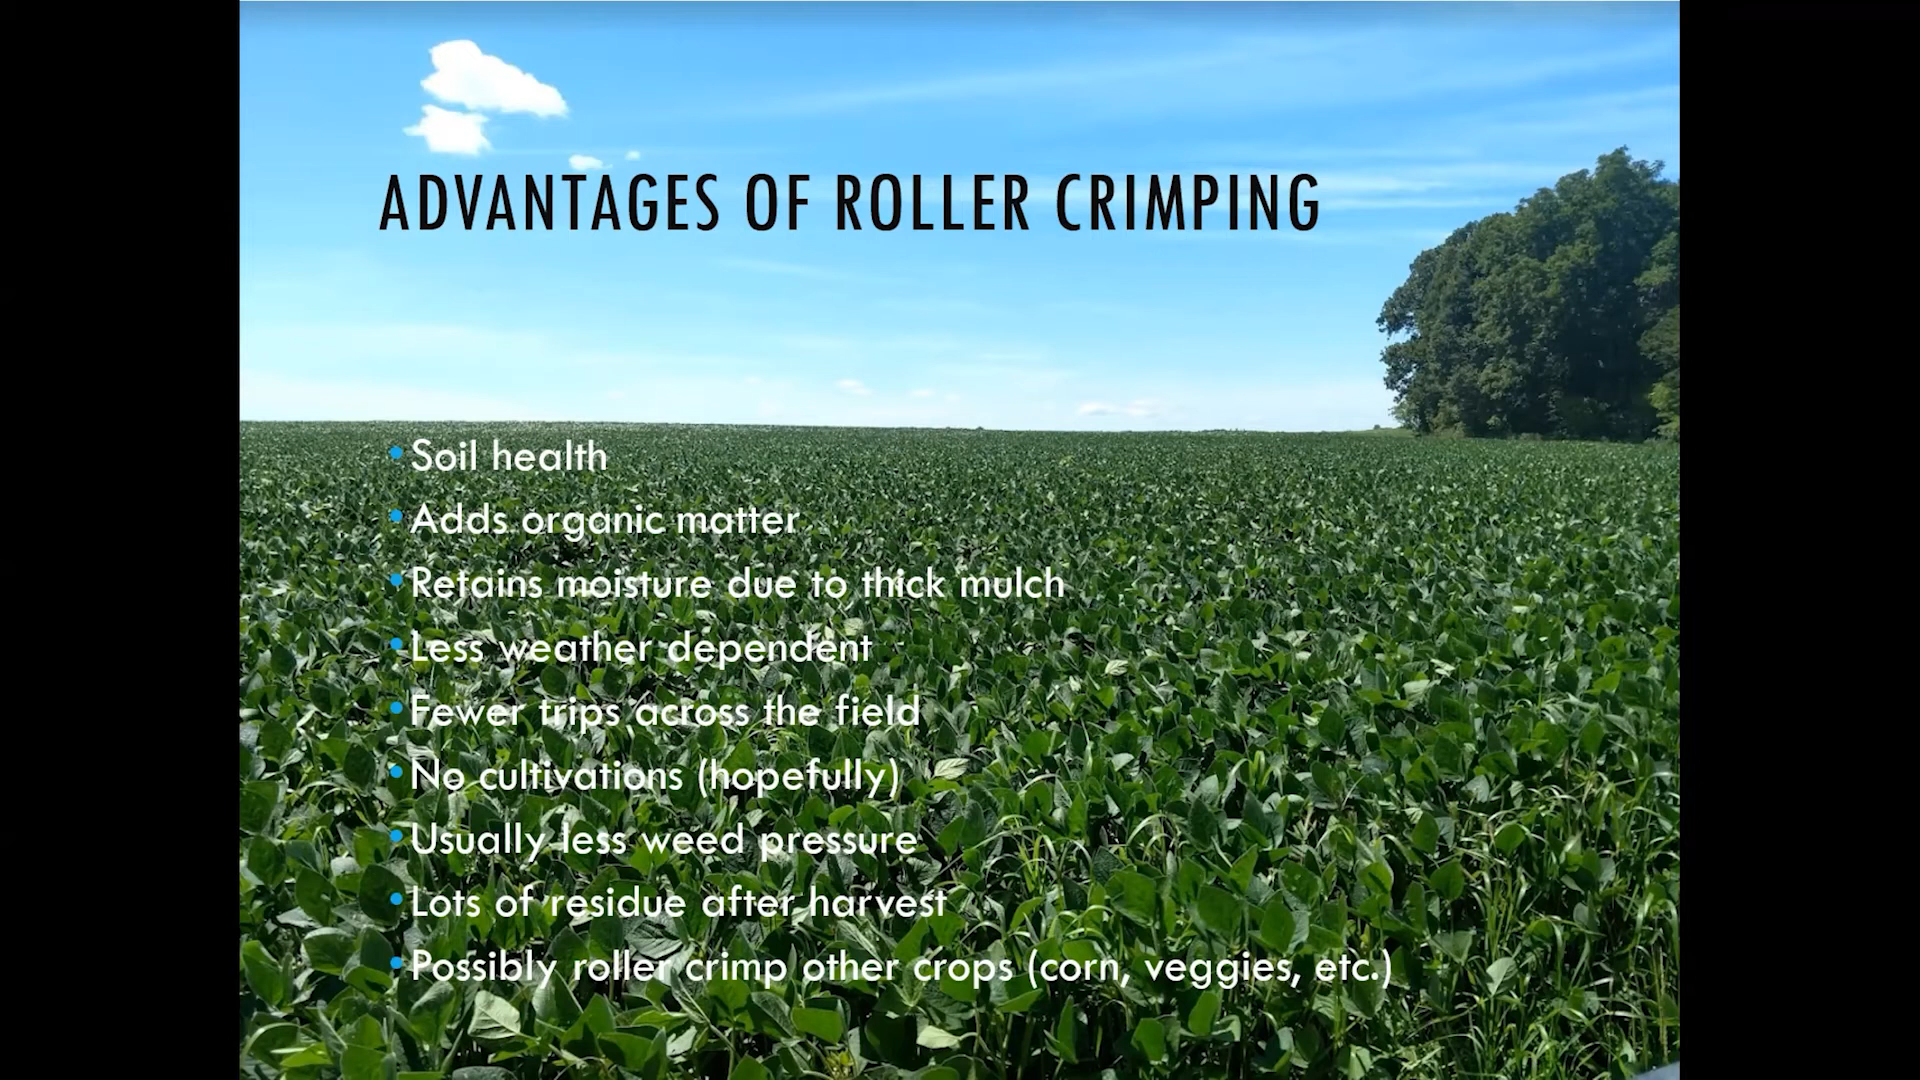 ADVANTAGES OF ROLLER CRIMPING
• Soil health
• Adds organic matter
• Retains moisture due to thick mulch
• Less weather dependent
• Fewer trips across the field
• No cultivations (hopefully)
• Usually less weed pressure
• Lots of residue after harvest
• Possibly roller crimp other crops (corn, veggies, etc.)